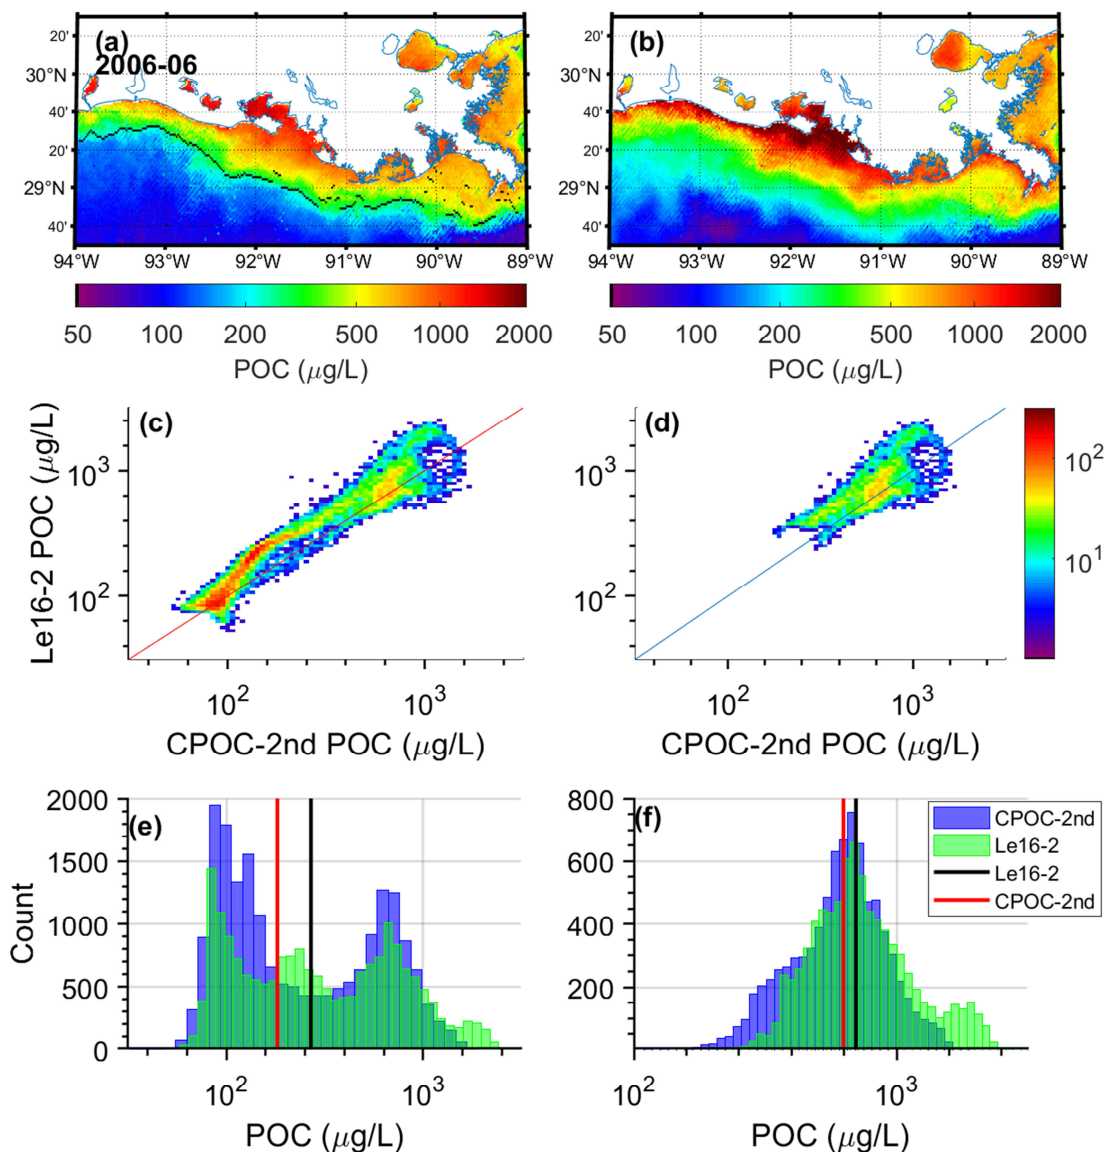 (a)
2006-06
20'
30°N
40'
20'
29°N
40'
94°W
93°W
92°W
91°W
90°W
89°W
50
100
200
500
1000
2000
POC (μg/L)
(b)
20'
30°N
40'
20'
29°N
40'
94°W
93°W
92°W
91°W
90°W
89°W
50
100
200
500
1000
2000
POC (μg/L)
(c)
Le16-2 POC (μg/L)
10³
10²
10²
10³
CPOC-2nd POC (μg/L)
(d)
10³
10²
10²
10³
CPOC-2nd POC (μg/L)
10²
10¹
(e)
Count
2000
1500
1000
500
0
10²
10³
POC (μg/L)
(f)
800
600
400
200
10²
10³
POC (μg/L)
CPOC-2nd
Le16-2
Le16-2
CPOC-2nd